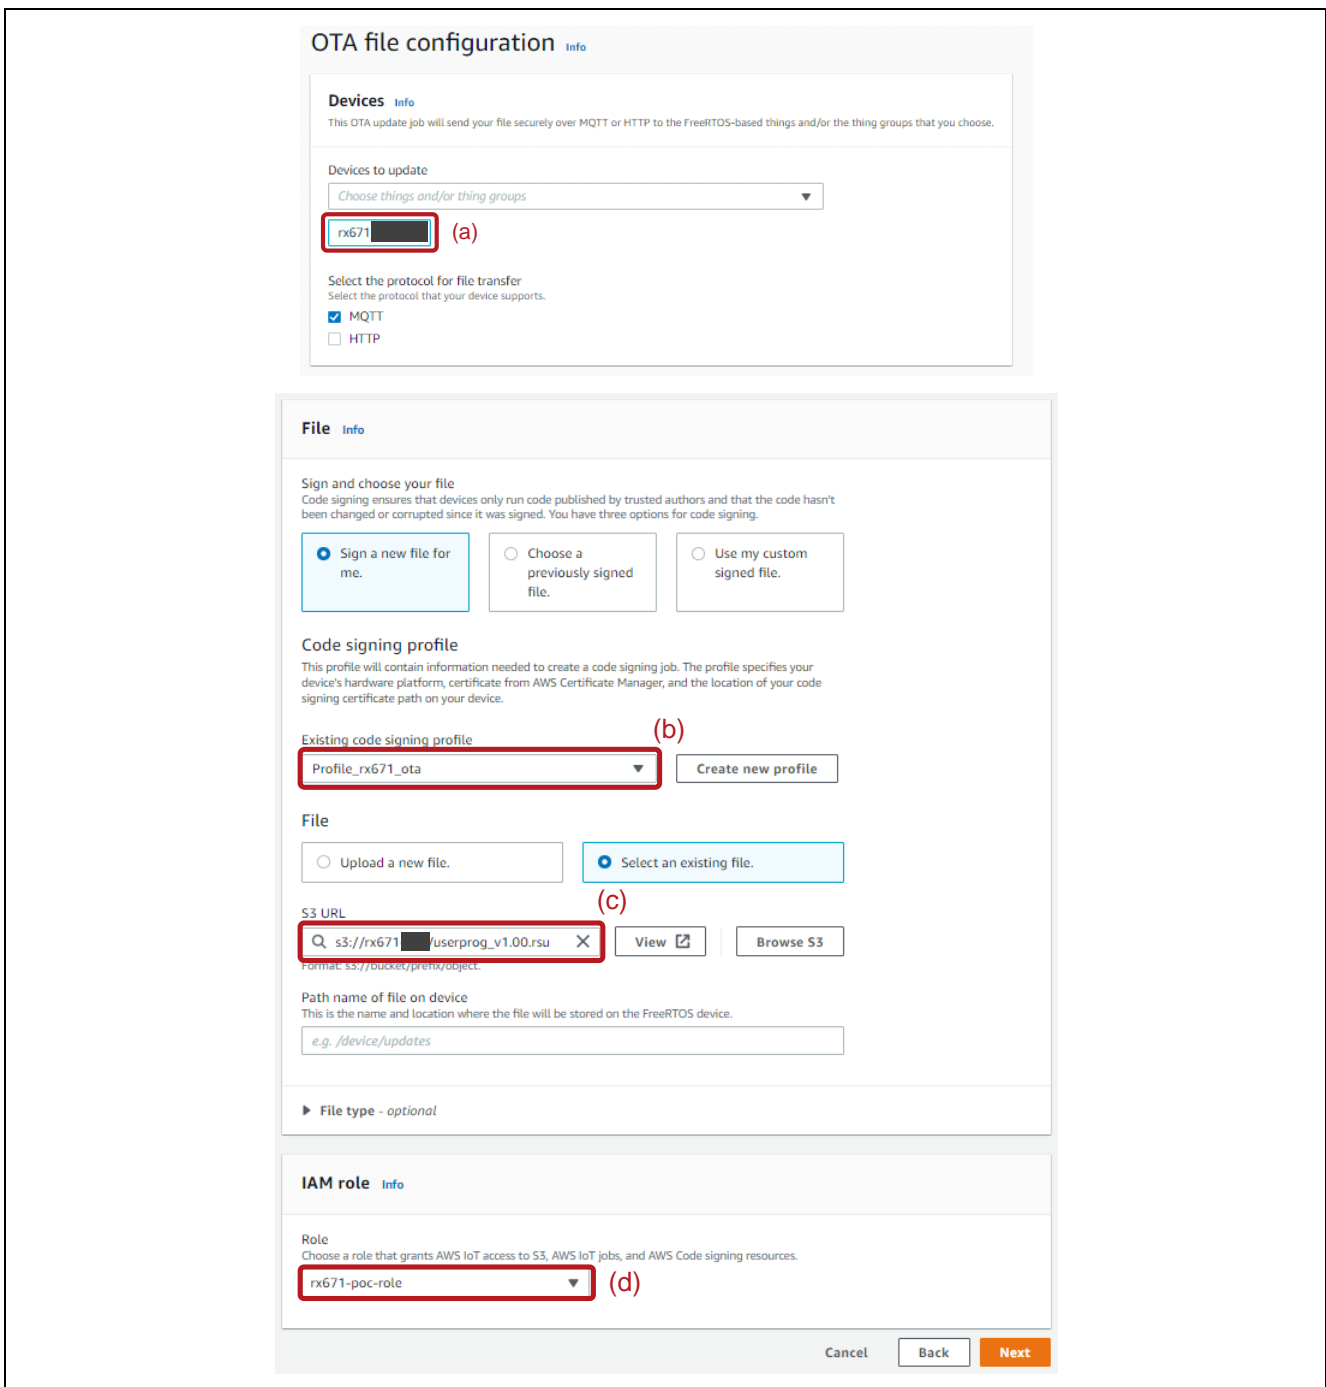 OTA file configuration Info
Devices Info
This OTA update job will send your file securely over MQTT or HTTP to the FreeRTOS-based things and/or the thing groups that you choose.
Devices to update
Choose things and/or thing groups
rx671
(a)
Select the protocol for file transfer
Select the protocol that your device supports.
MQTT
HTTP
File Info
Sign and choose your file
Code signing ensures that devices only run code published by trusted authors and that the code hasn't
been changed or corrupted since it was signed. You have three options for code signing.
Sign a new file for
me.
Choose a
previously signed
file.
Use my custom
signed file.
Code signing profile
This profile will contain information needed to create a code signing job. The profile specifies your
device's hardware platform, certificate from AWS Certificate Manager, and the location of your code
signing certificate path on your device.
(b)
Existing code signing profile
Profile_rx671_ota
Create new profile
File
Upload a new file.
Select an existing file.
(c)
S3 URL
s3://rx671- /userprog_v1.00.rsu
View
Browse S3
Format: s3://bucket/prefix/object.
Path name of file on device
This is the name and location where the file will be stored on the FreeRTOS device.
e.g. /device/updates
File type - optional
IAM role Info
Role
Choose a role that grants AWS IoT access to S3, AWS IoT jobs, and AWS Code signing resources.
rx671-poc-role
(d)
Cancel
Back
Next